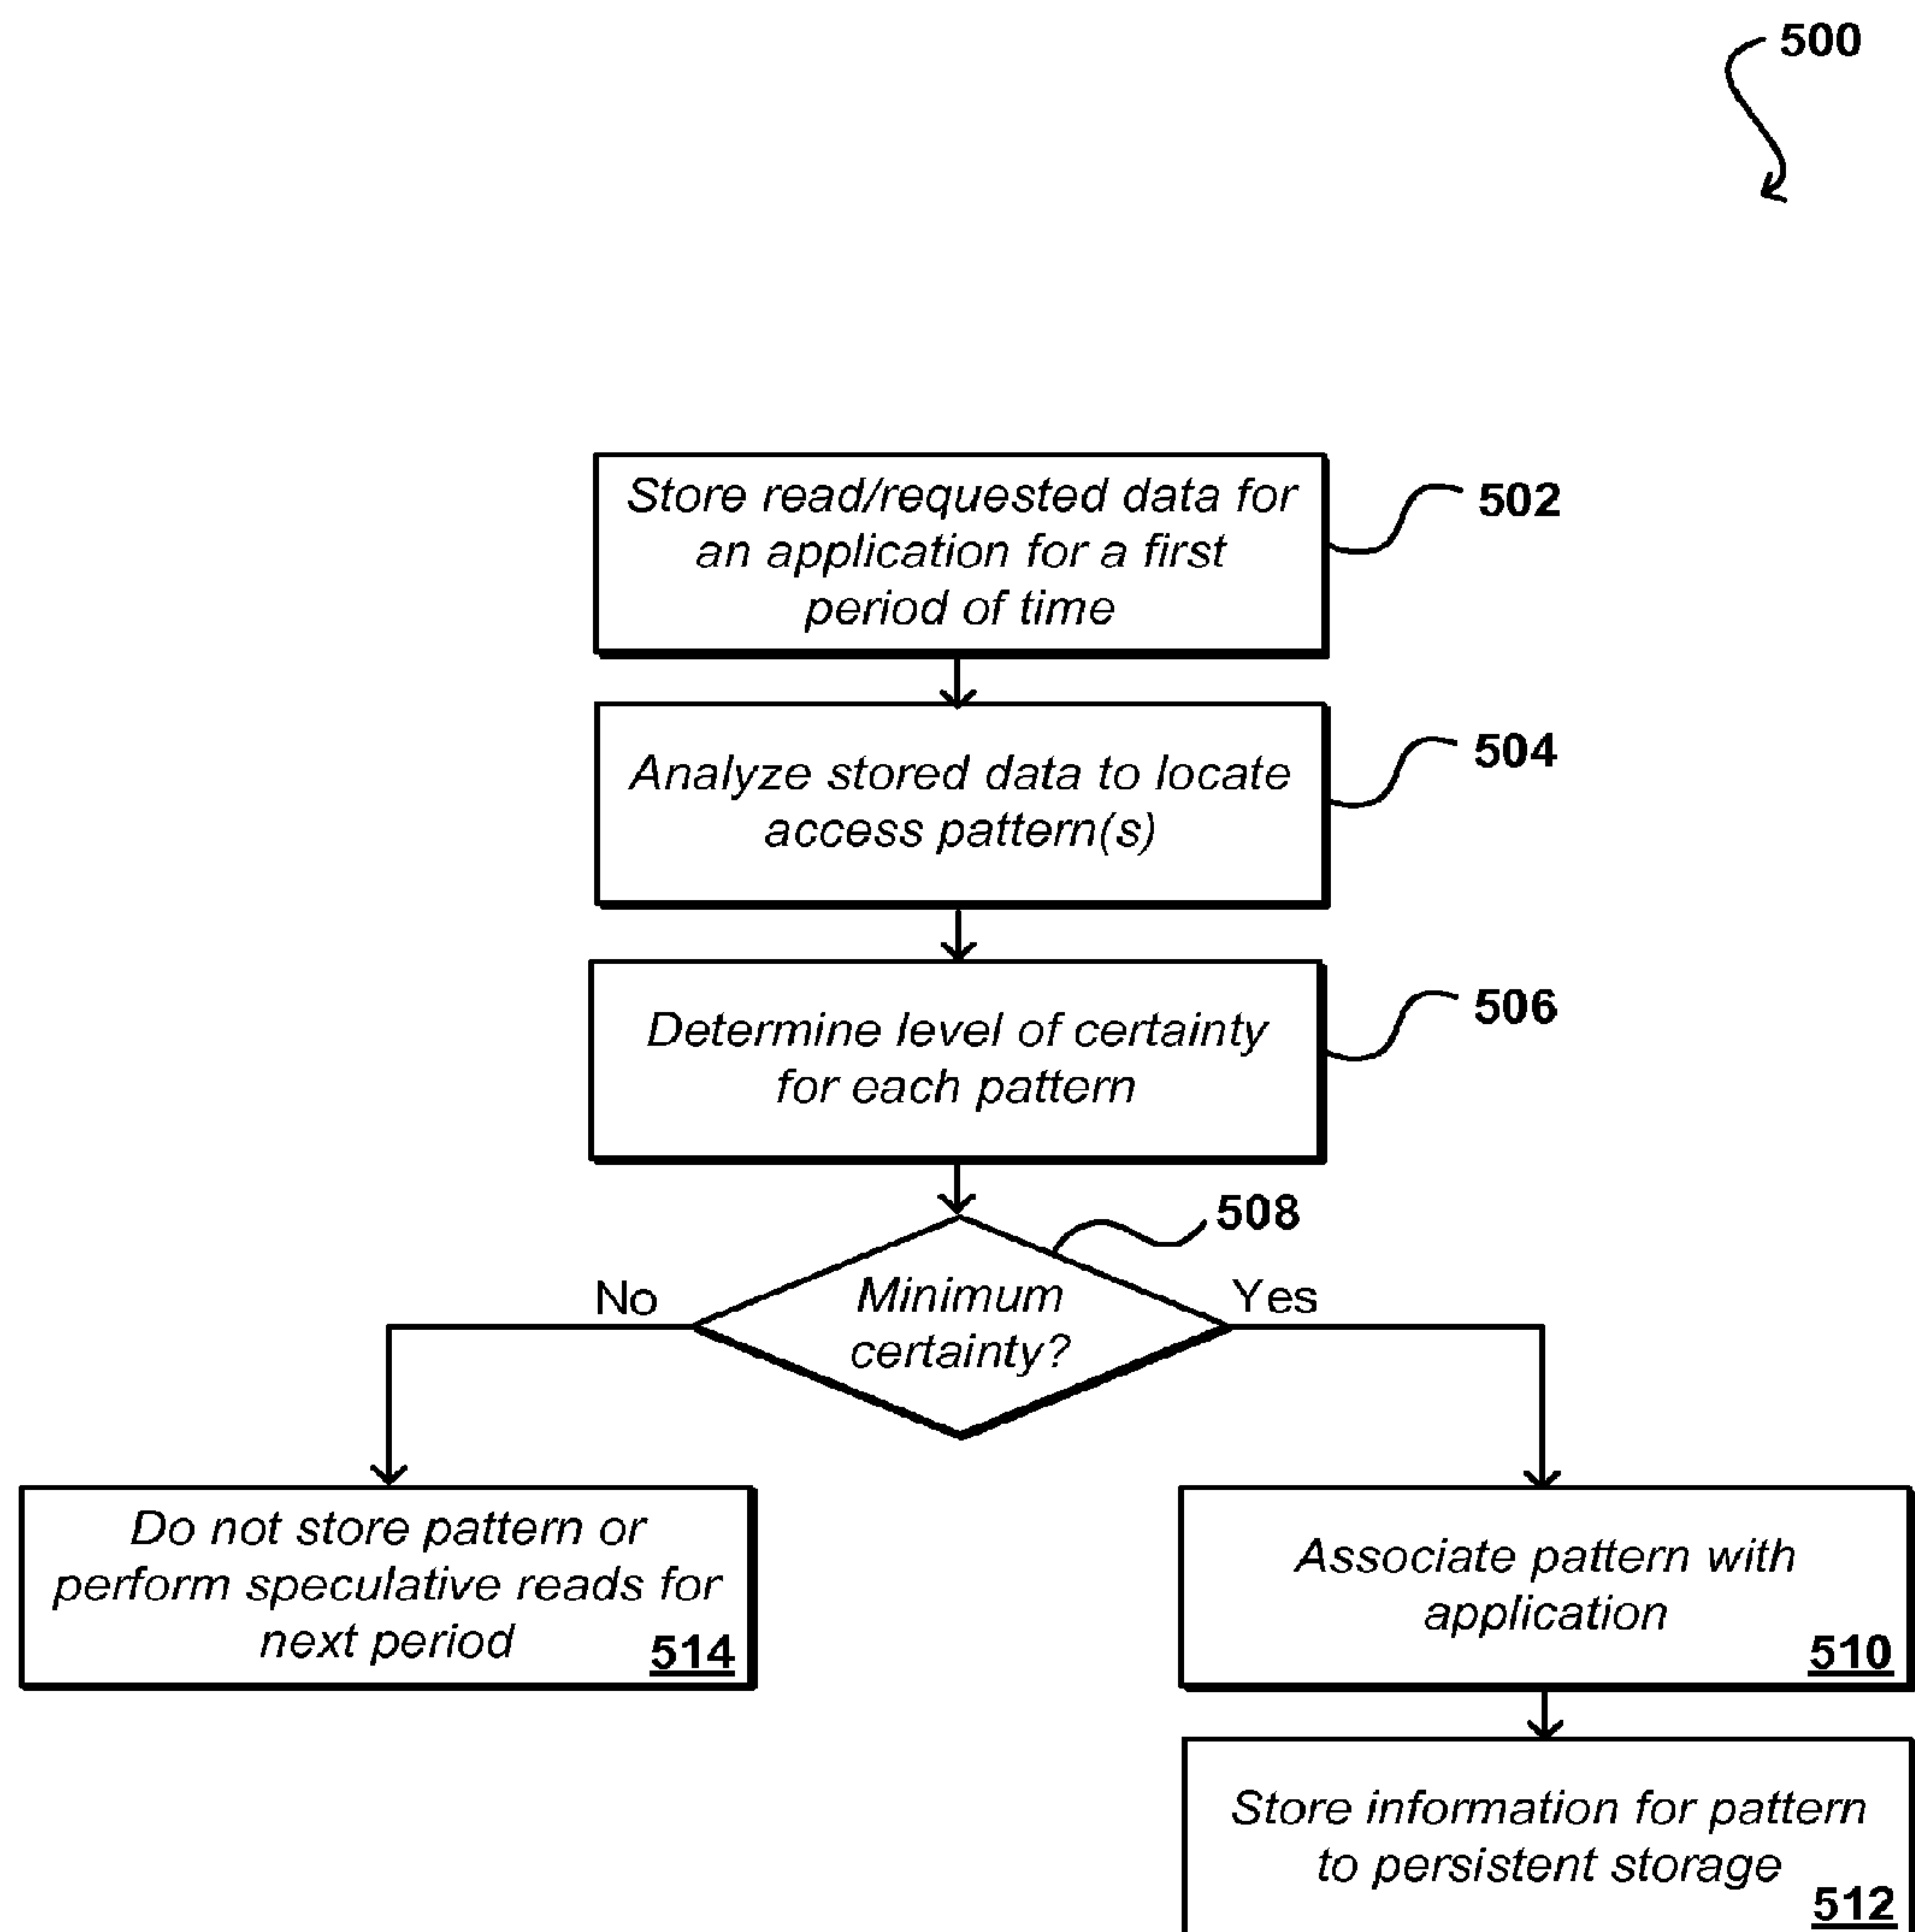 500
Store read/requested data for
an application for a first
period of time
502
Analyze stored data to locate
access pattern(s)
504
Determine level of certainty
for each pattern
506
508
Minimum
certainty?
No
Yes
Do not store pattern or
perform speculative reads for
next period
514
Associate pattern with
application
510
Store information for pattern
to persistent storage
512